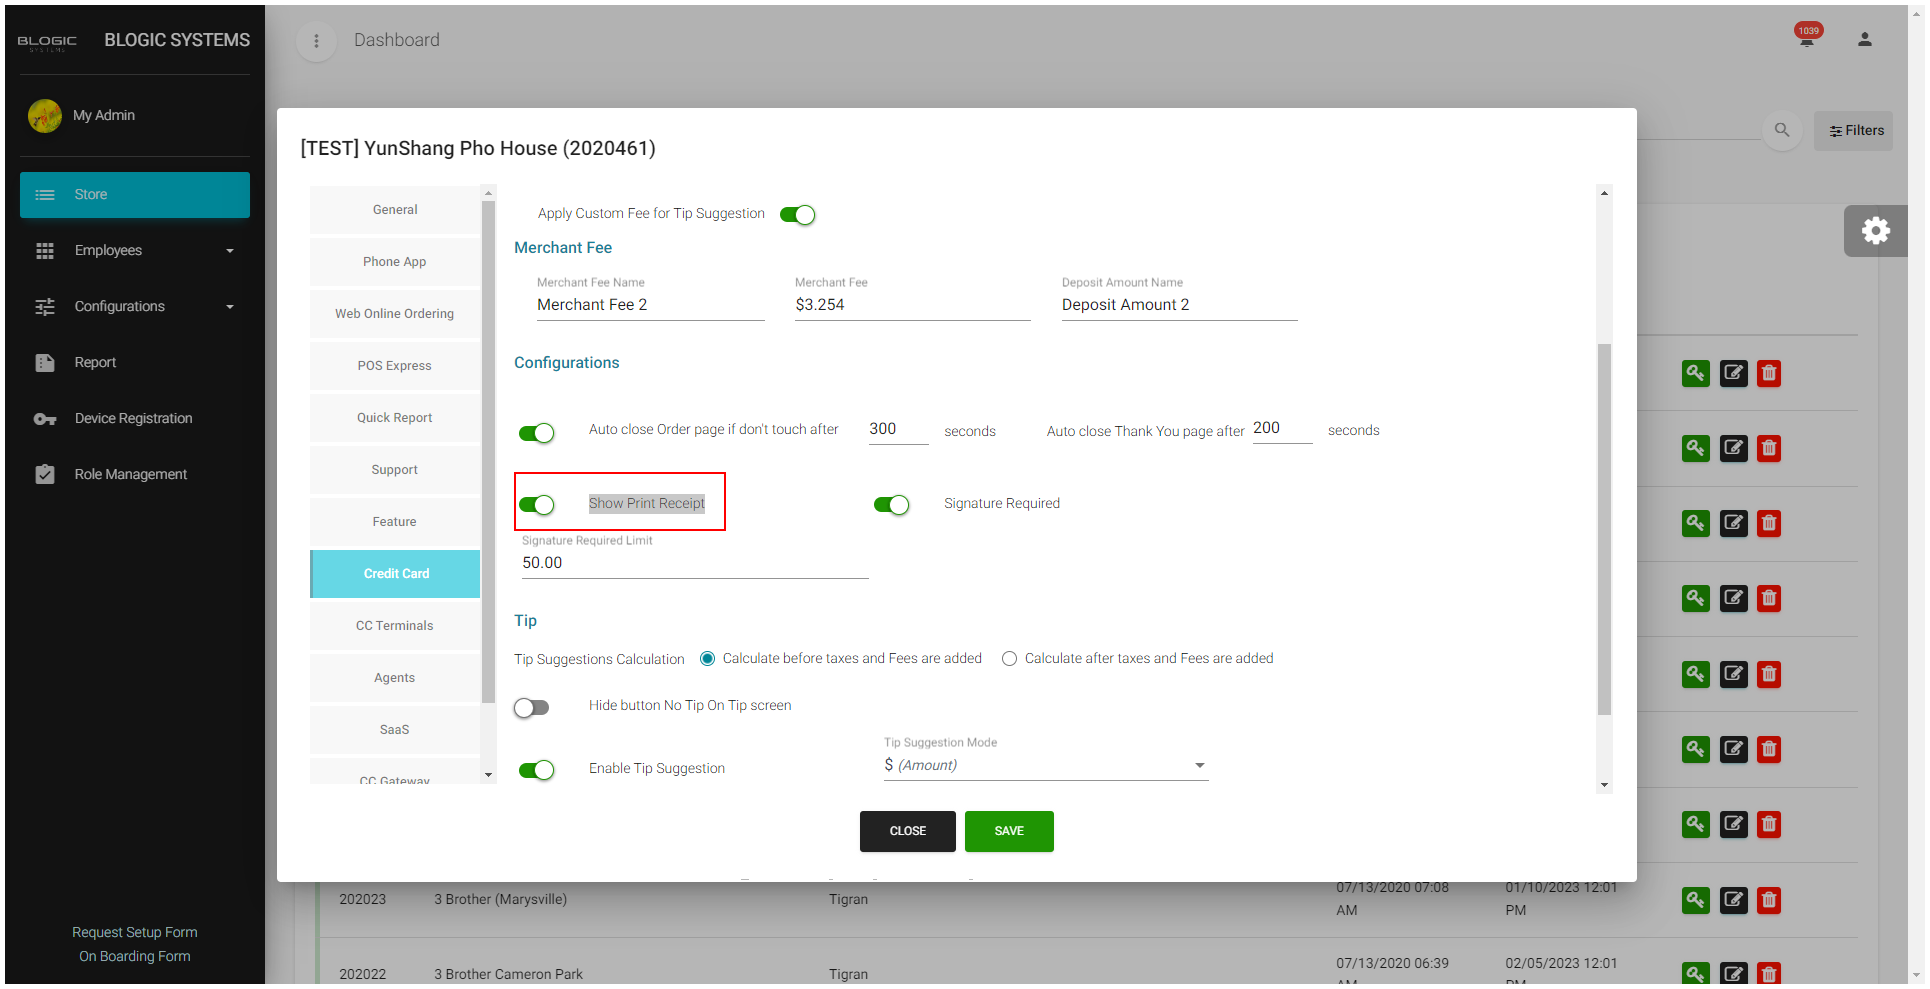 BLOGIC
SYSTEMS
BLOGIC SYSTEMS
My Admin
Store
Employees
Configurations
Report
Device Registration
Role Management
Request Setup Form
On Boarding Form
Dashboard
1039
Filters
[TEST] YunShang Pho House (2020461)
General
Phone App
Web Online Ordering
POS Express
Quick Report
Support
Feature
Credit Card
CC Terminals
Agents
SaaS
CC Gateway
Apply Custom Fee for Tip Suggestion
Merchant Fee
Merchant Fee Name
Merchant Fee
Deposit Amount Name
Merchant Fee 2
$3.254
Deposit Amount 2
Configurations
Auto close Order page if don't touch after 300 seconds
Auto close Thank You page after 200 seconds
Show Print Receipt
Signature Required
Signature Required Limit
50.00
Tip
Tip Suggestions Calculation
Calculate before taxes and Fees are added
Calculate after taxes and Fees are added
Hide button No Tip On Tip screen
Enable Tip Suggestion
Tip Suggestion Mode
$ (Amount)
CLOSE
SAVE
202023
3 Brother (Marysville)
Tigran
07/13/2020 07:08
AM
01/10/2023 12:01
PM
202022
3 Brother Cameron Park
Tigran
07/13/2020 06:39
AM
02/05/2023 12:01
PM